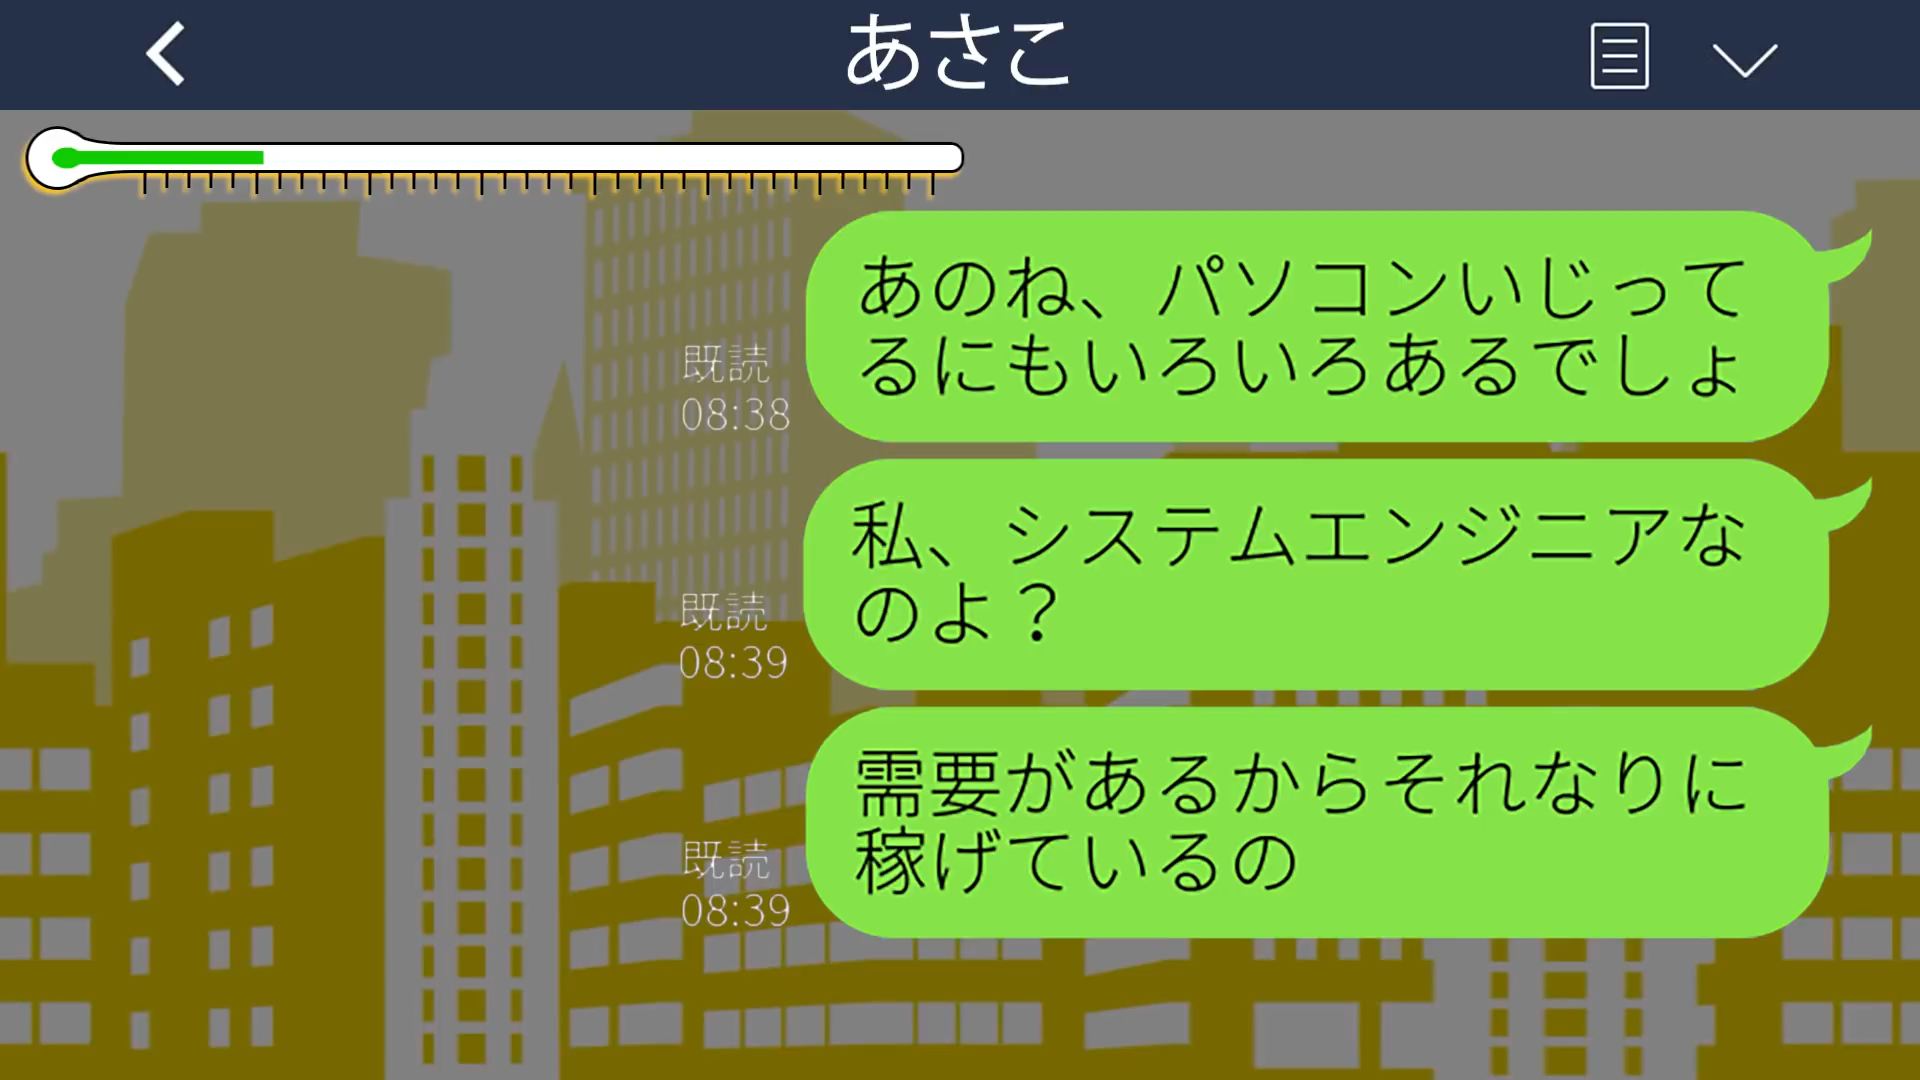 あさこ
あのね、パソコンいじって
るにもいろいろあるでしょ
既読
08:38
私、システムエンジニアな
のよ？
既読
08:39
需要があるからそれなりに
稼げているの
既読
08:39